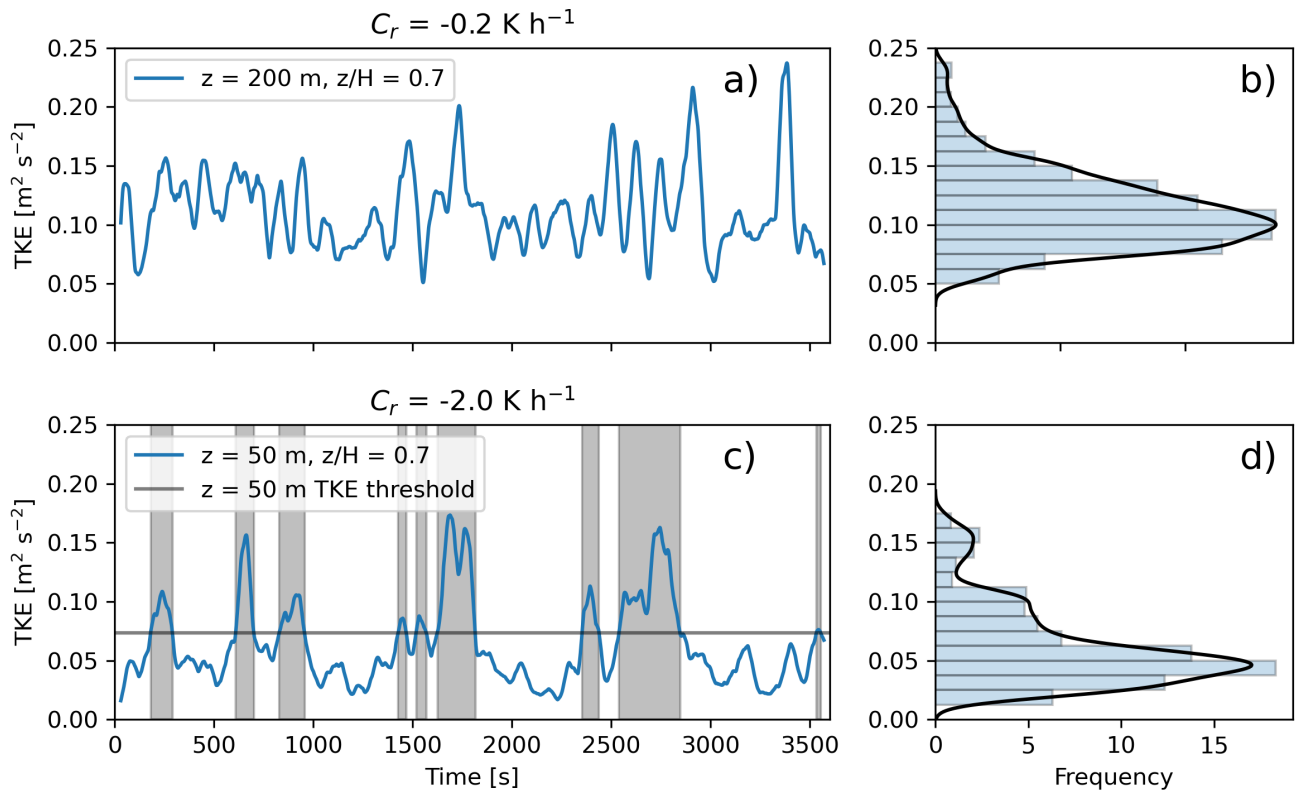 C_r = -0.2 K h⁻¹
z = 200 m, z/H = 0.7
a)
b)
TKE [m² s⁻²]
0.25
0.20
0.15
0.10
0.05
0.00
0.25
0.20
0.15
0.10
0.05
0.00
C_r = -2.0 K h⁻¹
z = 50 m, z/H = 0.7
z = 50 m TKE threshold
c)
d)
TKE [m² s⁻²]
0.25
0.20
0.15
0.10
0.05
0.00
0 500 1000 1500 2000 2500 3000 3500
Time [s]
0.25
0.20
0.15
0.10
0.05
0.00
0 5 10 15
Frequency